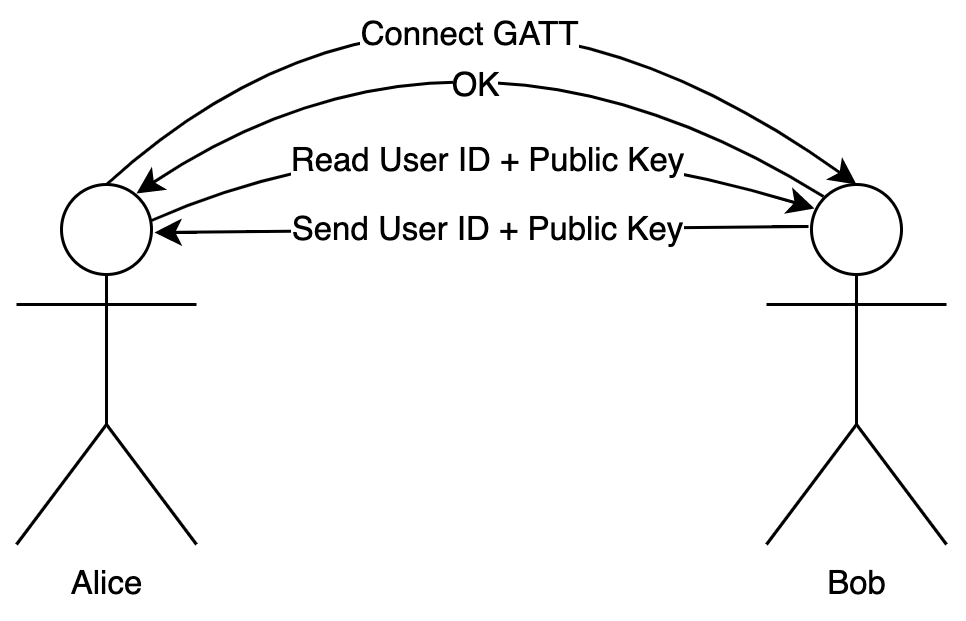 Connect GATT
OK
Read User ID + Public Key
Send User ID + Public Key
Alice
Bob